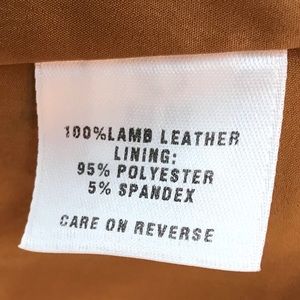 100%LAMB LEATHER
LINING:
95% POLYESTER
5% SPANDEX
CARE ON REVERSE